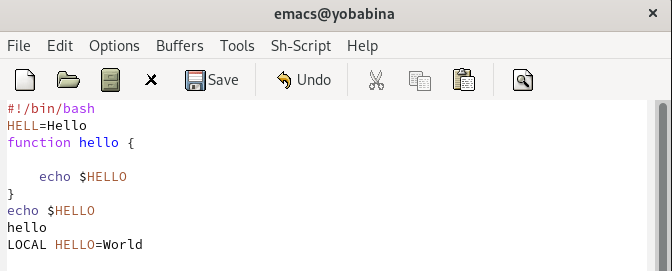 emacs@yobabina
File Edit Options Buffers Tools Sh-Script Help
Save Undo
#!/bin/bash
HELL=Hello
function hello {
    echo $HELLO
}
echo $HELLO
hello
LOCAL HELLO=World